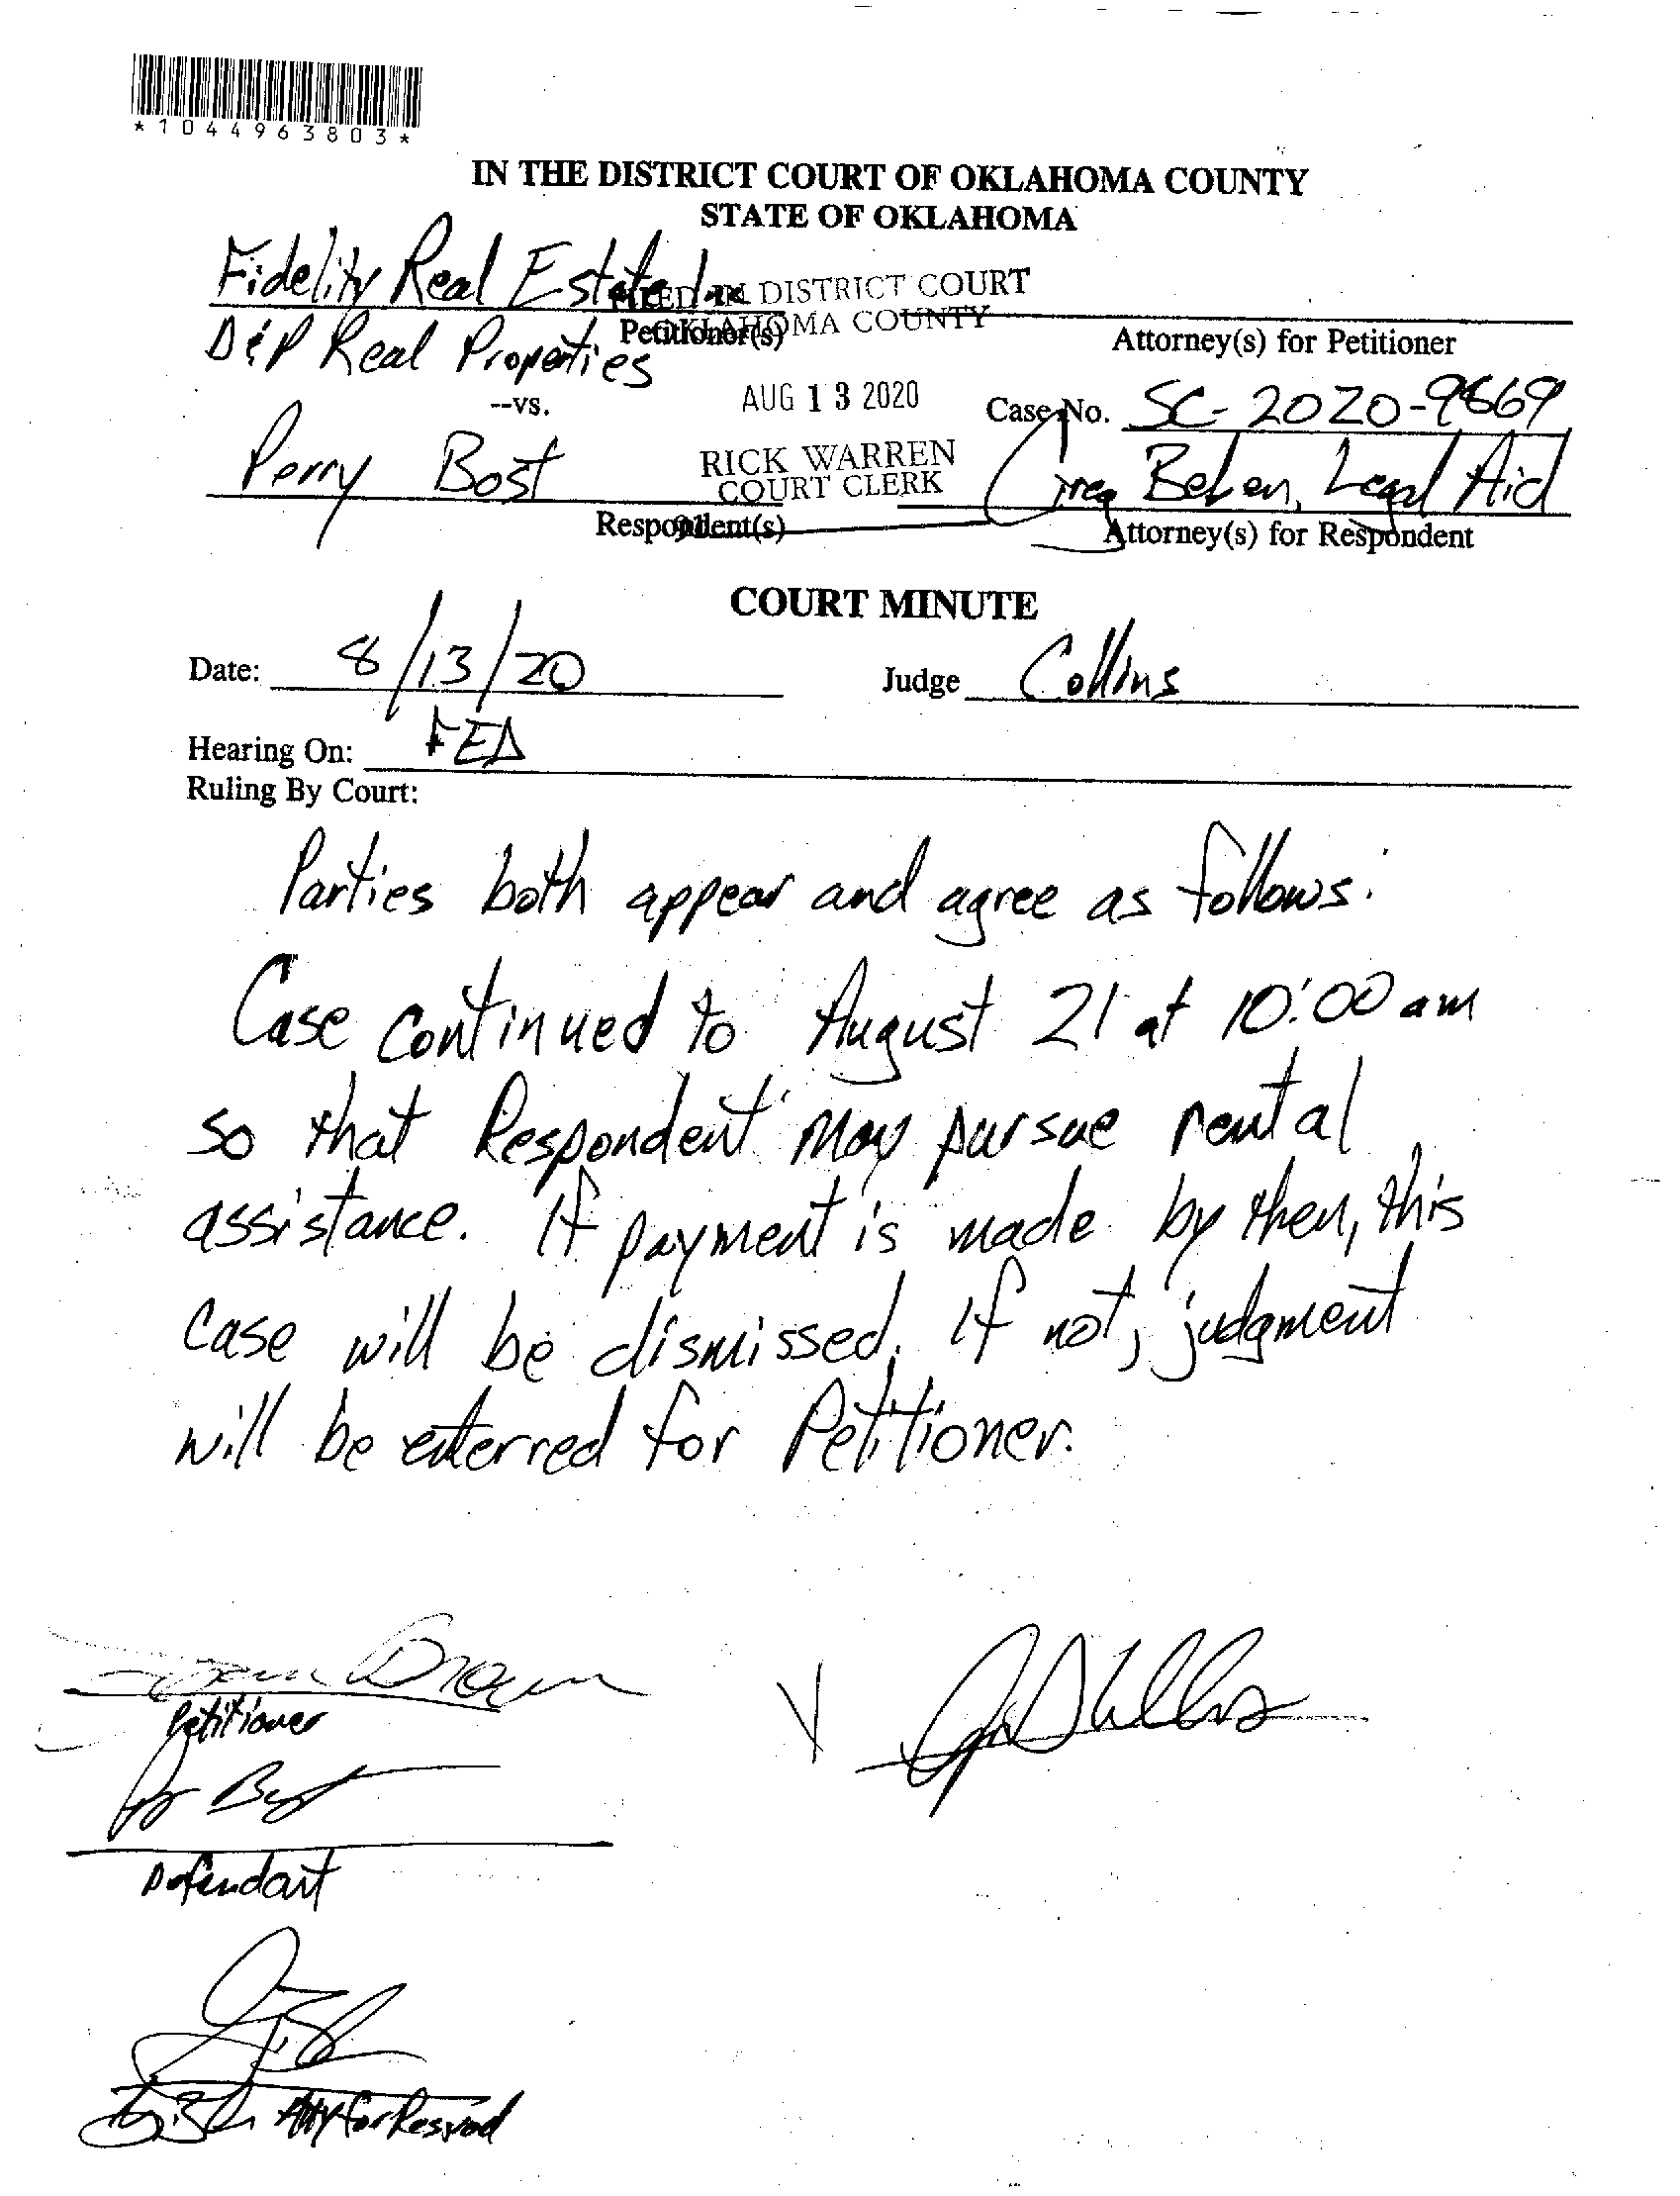 *1044963803*
IN THE DISTRICT COURT OF OKLAHOMA COUNTY
STATE OF OKLAHOMA
Fidelity Real Estate Inc
FILED IN DISTRICT COURT
OKLAHOMA COUNTY
Petitioner(s)
Attorney(s) for Petitioner
D&P Real Properties
--vs.
AUG 13 2020
Case No. SC-2020-9869
Perry Bost
RICK WARREN
COURT CLERK
Greg Beben, Legal Aid
Respondent(s)
Attorney(s) for Respondent
COURT MINUTE
Date: 8/13/20
Judge Collins
Hearing On: FED
Ruling By Court:
Parties both appear and agree as follows:
Case continued to August 21 at 10:00 am
so that Respondent may pursue rental
assistance. If payment is made by then, this
case will be dismissed. If not, judgment
will be entered for Petitioner.
Petitioner
Defendant
Atty for Respond